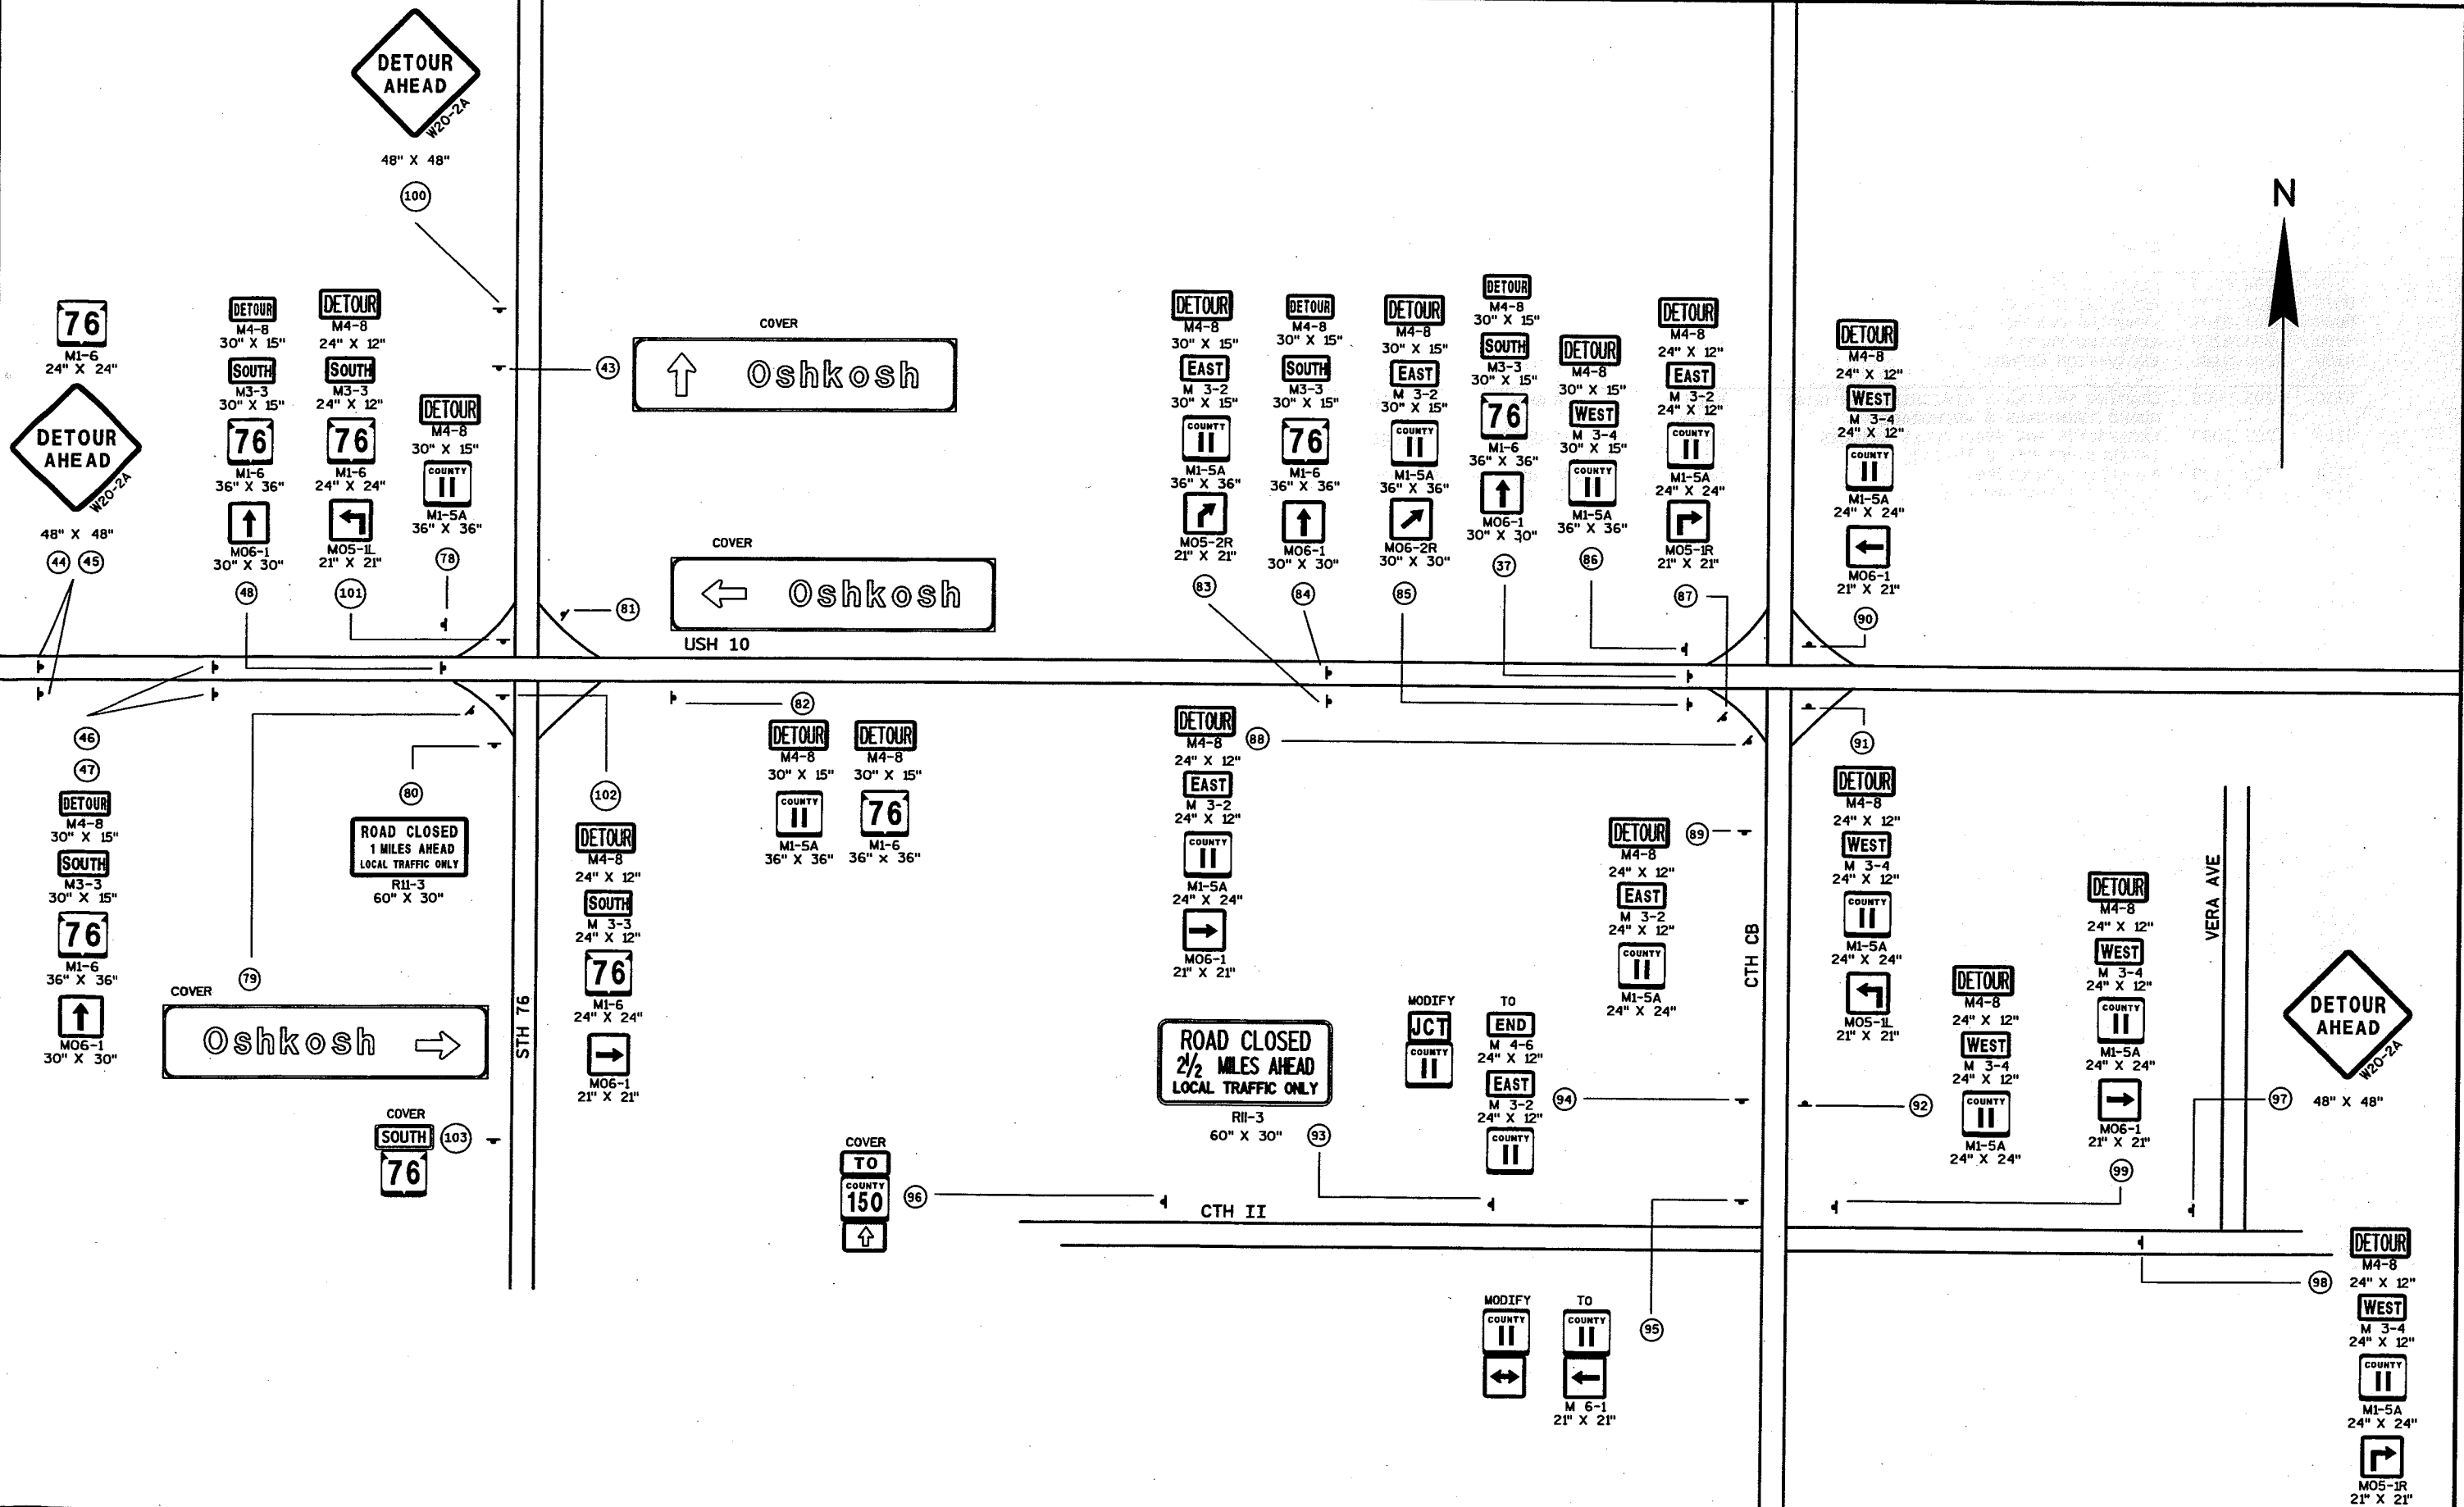 DETOUR
AHEAD
W20-2A
48" X 48"
100
76
M1-6
24" X 24"
DETOUR
AHEAD
W20-2A
48" X 48"
44 45
DETOUR
M4-8
30" X 15"
SOUTH
M3-3
30" X 15"
76
M1-6
36" X 36"
MO6-1
30" X 30"
48
DETOUR
M4-8
24" X 12"
SOUTH
M3-3
24" X 12"
76
M1-6
24" X 24"
MO5-1L
21" X 21"
101
DETOUR
M4-8
30" X 15"
COUNTY
II
M1-5A
36" X 36"
78
43
COVER
Oshkosh
COVER
Oshkosh
81
USH 10
DETOUR
M4-8
30" X 15"
EAST
M 3-2
30" X 15"
COUNTY
II
M1-5A
36" X 36"
MO5-2R
21" X 21"
83
DETOUR
M4-8
30" X 15"
SOUTH
M3-3
30" X 15"
76
M1-6
36" X 36"
MO6-1
30" X 30"
84
DETOUR
M4-8
30" X 15"
EAST
M 3-2
30" X 15"
COUNTY
II
M1-5A
36" X 36"
MO6-2R
30" X 30"
85
DETOUR
M4-8
30" X 15"
SOUTH
M3-3
30" X 15"
76
M1-6
36" X 36"
MO6-1
30" X 30"
37
DETOUR
M4-8
30" X 15"
WEST
M 3-4
30" X 15"
COUNTY
II
M1-5A
36" X 36"
86
DETOUR
M4-8
24" X 12"
EAST
M 3-2
24" X 12"
COUNTY
II
M1-5A
24" X 24"
MO5-1R
21" X 21"
87
DETOUR
M4-8
24" X 12"
WEST
M 3-4
24" X 12"
COUNTY
II
M1-5A
24" X 24"
MO6-1
21" X 21"
90
N
46
47
DETOUR
M4-8
30" X 15"
SOUTH
M3-3
30" X 15"
76
M1-6
36" X 36"
MO6-1
30" X 30"
79
COVER
Oshkosh
80
ROAD CLOSED
1 MILES AHEAD
LOCAL TRAFFIC ONLY
R11-3
60" X 30"
COVER
SOUTH
103
76
STH 76
102
DETOUR
M4-8
24" X 12"
SOUTH
M 3-3
24" X 12"
76
M1-6
24" X 24"
MO6-1
21" X 21"
82
DETOUR
M4-8
30" X 15"
COUNTY
II
M1-5A
36" X 36"
DETOUR
M4-8
30" X 15"
76
M1-6
36" x 36"
COVER
TO
COUNTY
150
96
DETOUR
88
M4-8
24" X 12"
EAST
M 3-2
24" X 12"
COUNTY
II
M1-5A
24" X 24"
MO6-1
21" X 21"
ROAD CLOSED
2½ MILES AHEAD
LOCAL TRAFFIC ONLY
R11-3
60" X 30"
93
CTH II
MODIFY
JCT
COUNTY
II
TO
END
M 4-6
24" X 12"
EAST
M 3-2
24" X 12"
COUNTY
II
94
DETOUR
89
M4-8
24" X 12"
EAST
M 3-2
24" X 12"
COUNTY
II
M1-5A
24" X 24"
CTH CB
MODIFY
COUNTY
II
TO
COUNTY
II
M 6-1
21" X 21"
95
91
DETOUR
M4-8
24" X 12"
WEST
M 3-4
24" X 12"
COUNTY
II
M1-5A
24" X 24"
MO5-1L
21" X 21"
92
DETOUR
M4-8
24" X 12"
WEST
M 3-4
24" X 12"
COUNTY
II
M1-5A
24" X 24"
DETOUR
M4-8
24" X 12"
WEST
M 3-4
24" X 12"
COUNTY
II
M1-5A
24" X 24"
MO6-1
21" X 21"
99
VERA AVE
DETOUR
AHEAD
W20-2A
97
48" X 48"
98
DETOUR
M4-8
24" X 12"
WEST
M 3-4
24" X 12"
COUNTY
II
M1-5A
24" X 24"
MO5-1R
21" X 21"